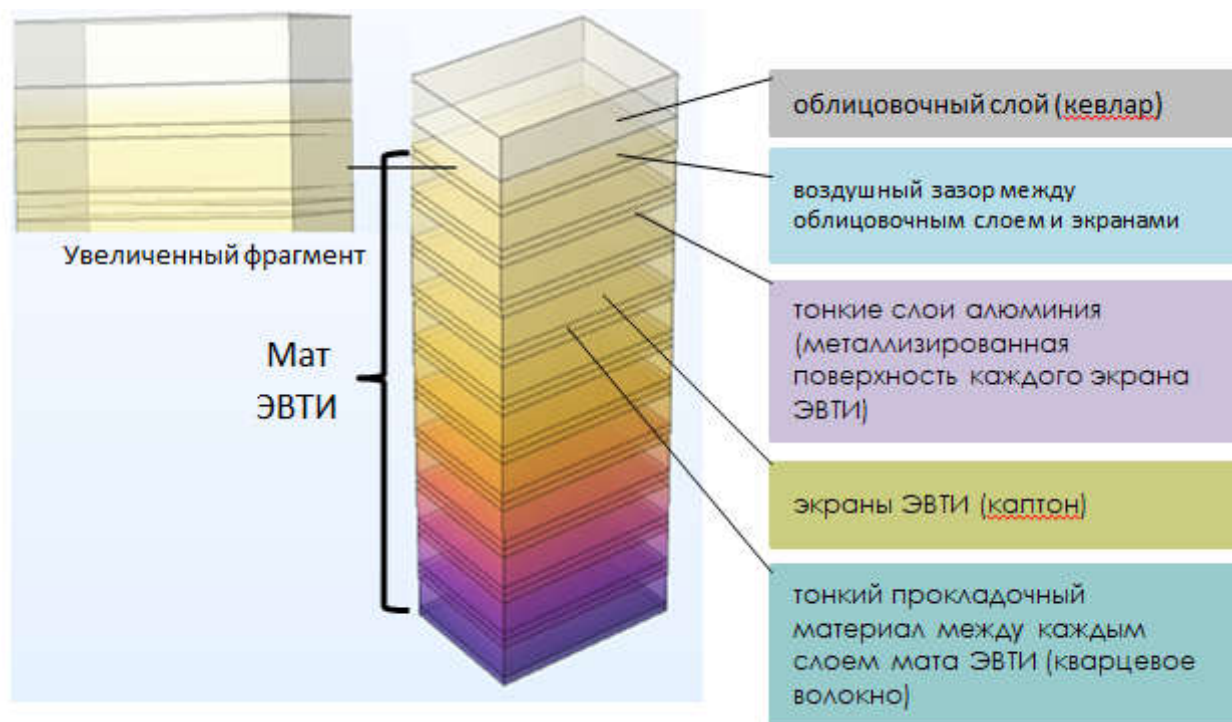 Увеличенный фрагмент
Мат
ЭВТИ
облицовочный слой (кевлар)
воздушный зазор между
облицовочным слоем и экранами
тонкие слои алюминия
(металлизированная
поверхность каждого экрана
ЭВТИ)
экраны ЭВТИ (каптон)
тонкий прокладочный
материал между каждым
слоем мата ЭВТИ (кварцевое
волокно)